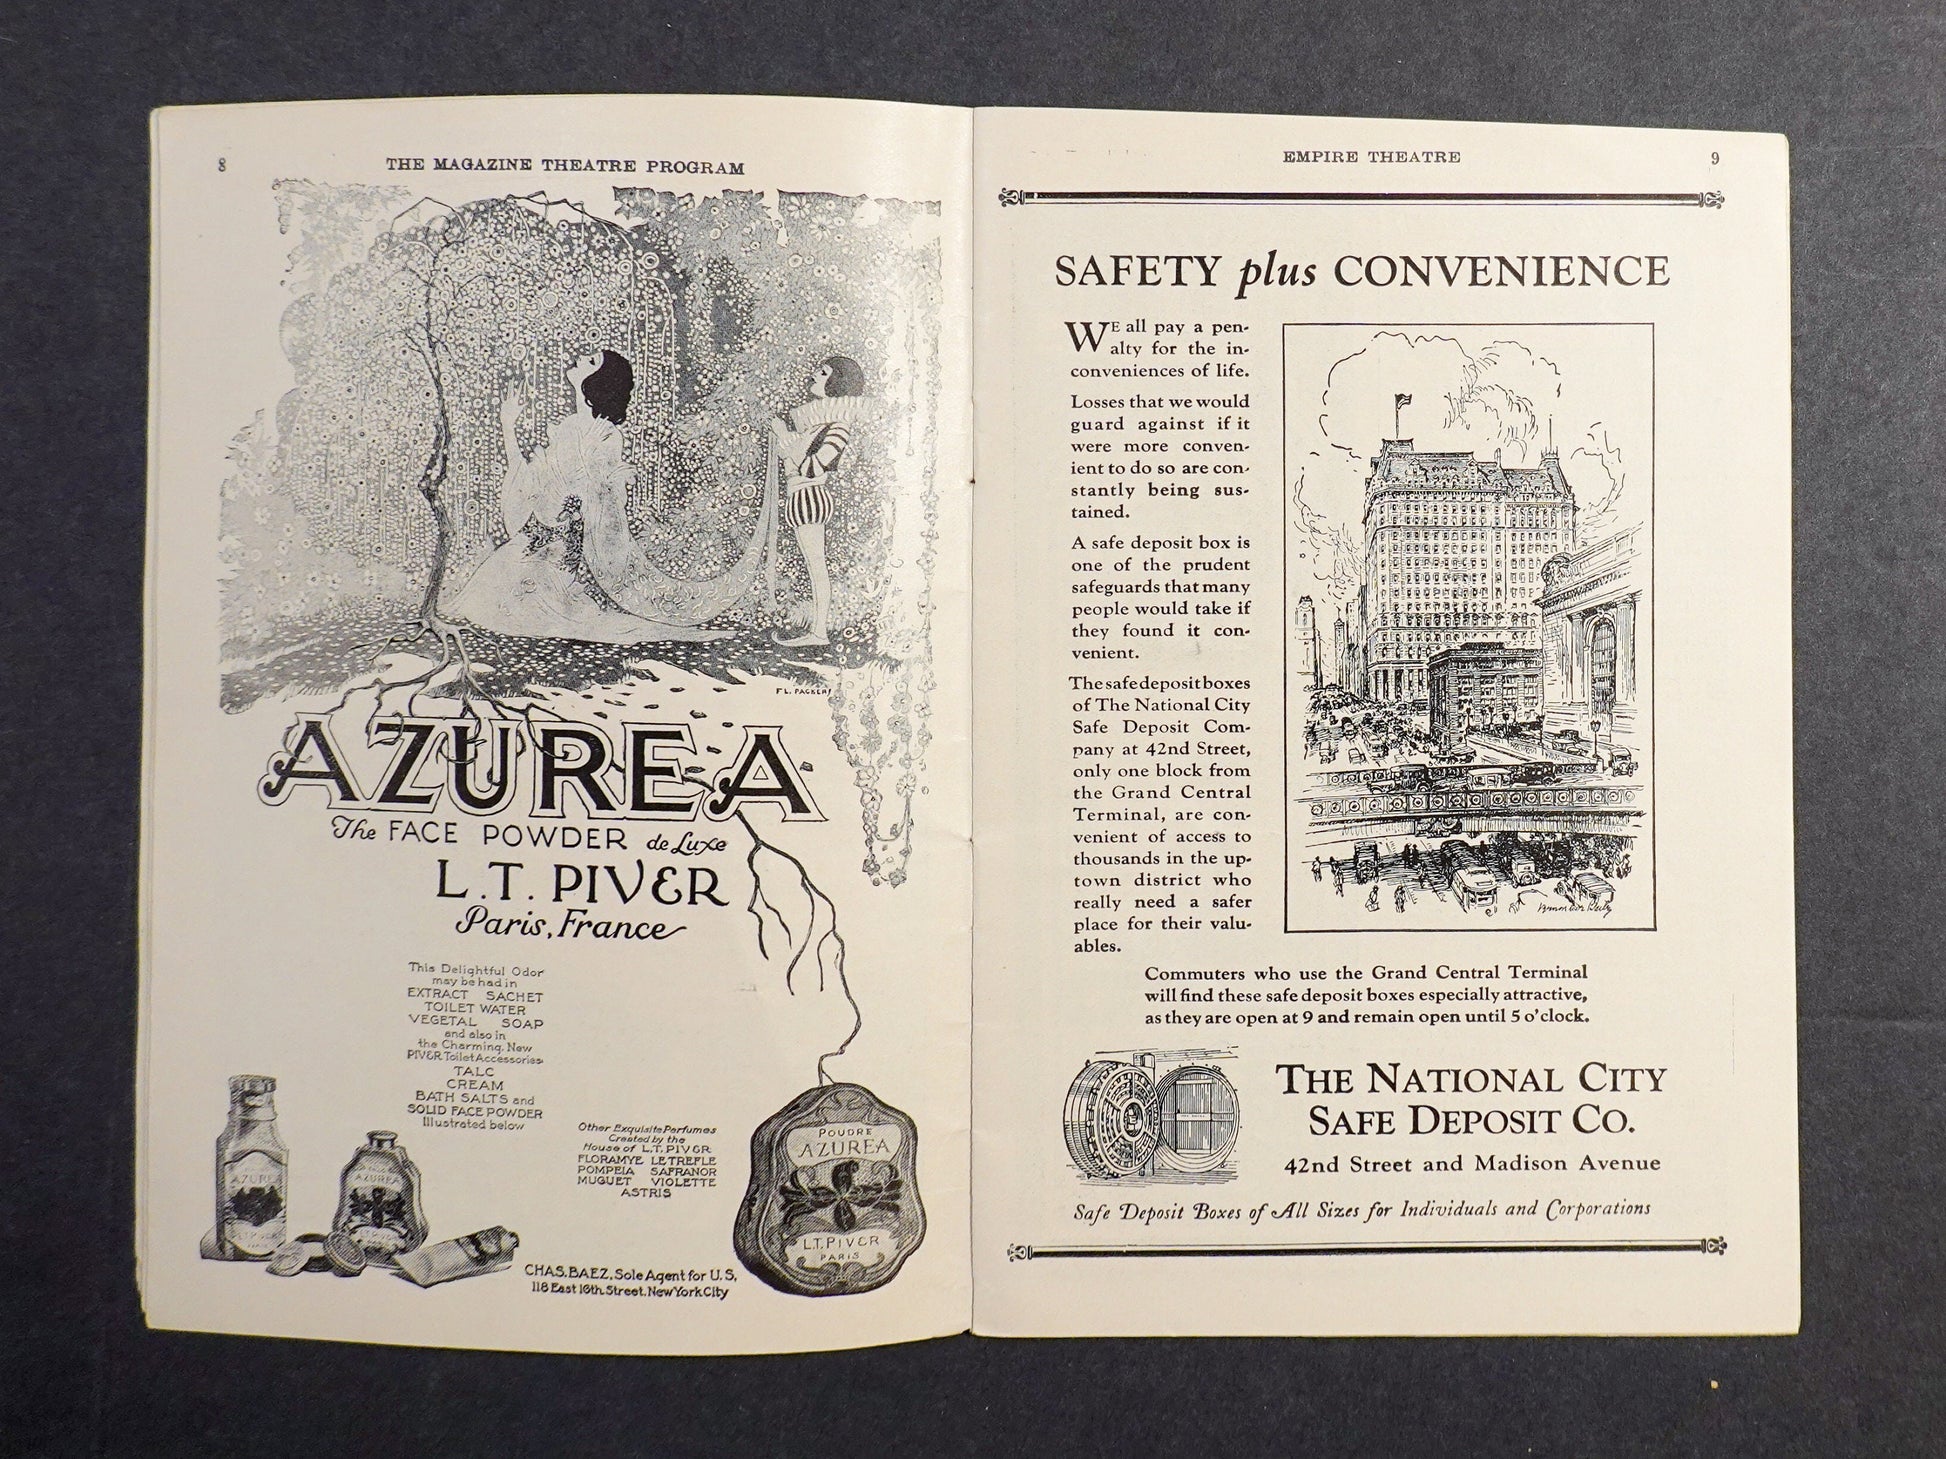 8
THE MAGAZINE THEATRE PROGRAM
FL. PACKER
AZUREA
The FACE POWDER de Luxe
L.T. PIVER
Paris, France
This Delightful Odor
may be had in
EXTRACT SACHET
TOILET WATER
VEGETAL SOAP
and also in
the Charming New
PIVER Toilet Accessories
TALC
CREAM
BATH SALTS and
SOLID FACE POWDER
Illustrated below
Other Exquisite Perfumes
Created by the
House of L.T. PIVER
FLORAMYE LE TREFLE
POMPEIA SAFRANOR
MUGUET VIOLETTE
ASTRIS
AZUREA
AZUREA
POUDRE
AZUREA
L.T. PIVER
PARIS
CHAS. BAEZ, Sole Agent for U.S.
118 East 16th Street, New York City
EMPIRE THEATRE
9
SAFETY plus CONVENIENCE
WE all pay a pen-
alty for the in-
conveniences of life.
Losses that we would
guard against if it
were more conven-
ient to do so are con-
stantly being sus-
tained.
A safe deposit box is
one of the prudent
safeguards that many
people would take if
they found it con-
venient.
The safe deposit boxes
of The National City
Safe Deposit Com-
pany at 42nd Street,
only one block from
the Grand Central
Terminal, are con-
venient of access to
thousands in the up-
town district who
really need a safer
place for their valu-
ables.
Commuters who use the Grand Central Terminal
will find these safe deposit boxes especially attractive,
as they are open at 9 and remain open until 5 o'clock.
THE NATIONAL CITY
SAFE DEPOSIT CO.
42nd Street and Madison Avenue
Safe Deposit Boxes of All Sizes for Individuals and Corporations